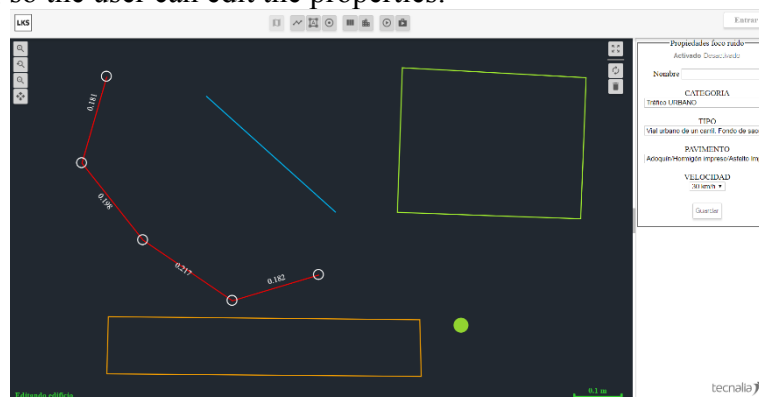 so the user can edit the properties.
LKS
Entrar
Propiedades foco ruido
Activado Desactivado
Nombre
CATEGORIA
Tráfico URBANO
TIPO
Vial urbano de un carril. Fondo de saco
PAVIMENTO
Adoquín/Hormigón impreso/Asfalto Imp
VELOCIDAD
30 km/h
Guardar
0.181
0.198
0.217
0.182
Editando edificio
0.1 m
tecnalia